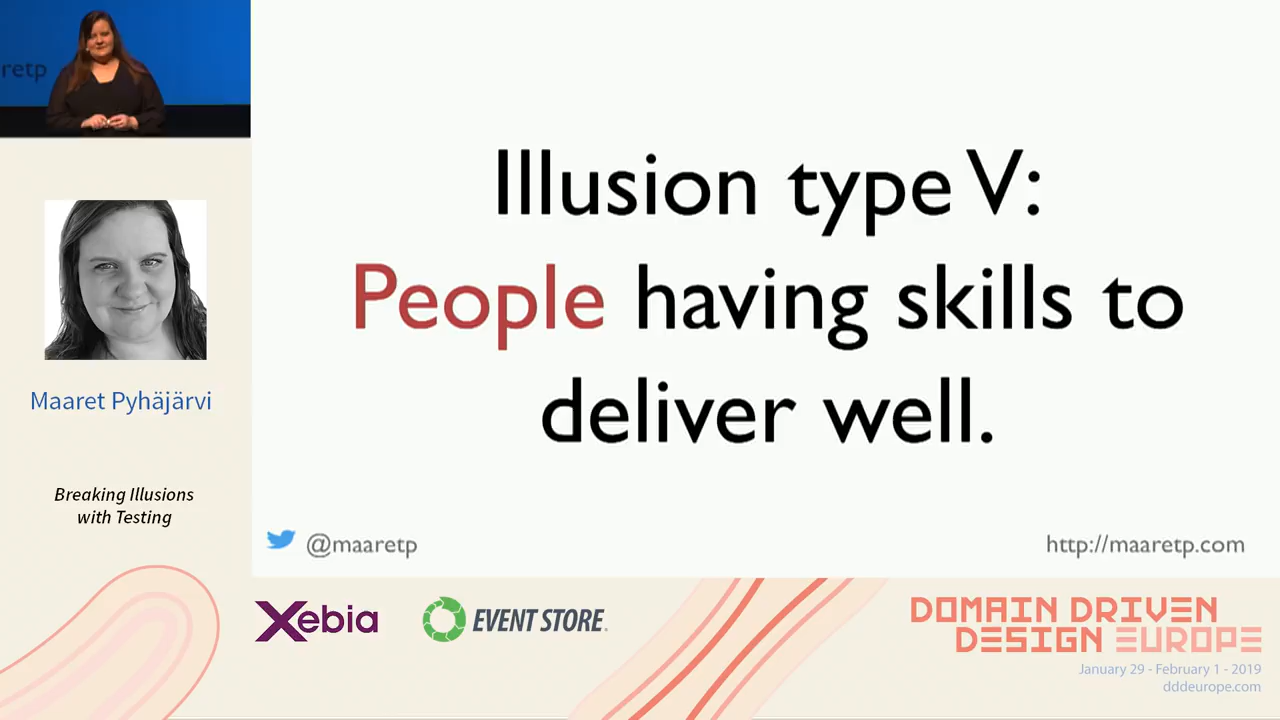 retp
Illusion type V:
People having skills to
deliver well.
Maaret Pyhäjärvi
Breaking Illusions
with Testing
@maaretp
http://maaretp.com
Xebia
EVENT STORE
DOMAIN DRIVEN
DESIGN EUROPE
January 29 - February 1 - 2019
dddeurope.com